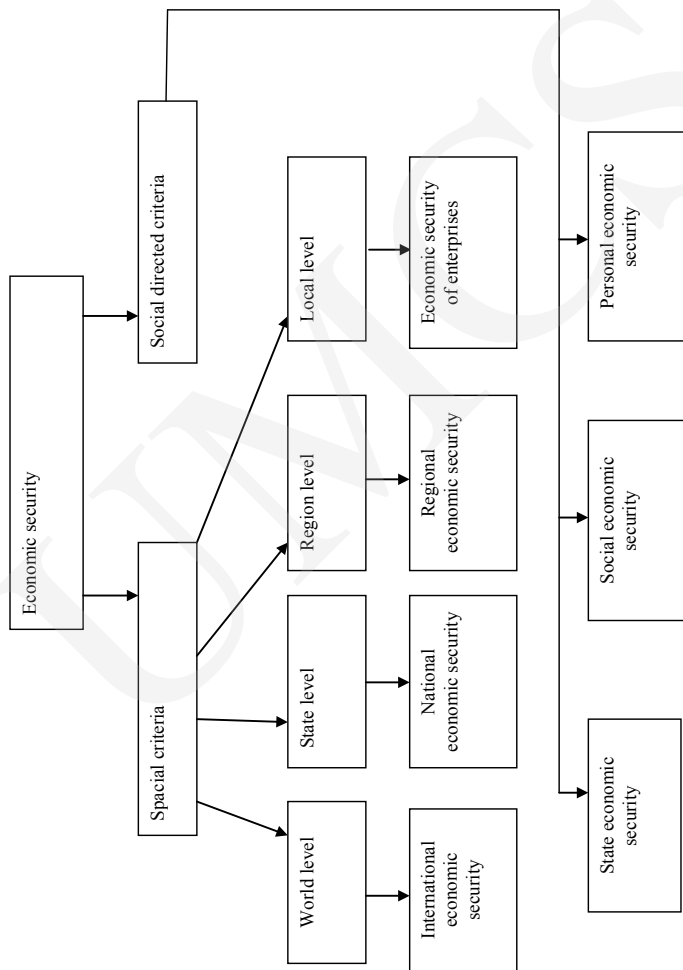 Economic security
Spacial criteria
Social directed criteria
World level
State level
Region level
Local level
International
economic
security
National
economic security
Regional
economic security
Economic security
of enterprises
State economic
security
Social economic
security
Personal economic
security
UMCS